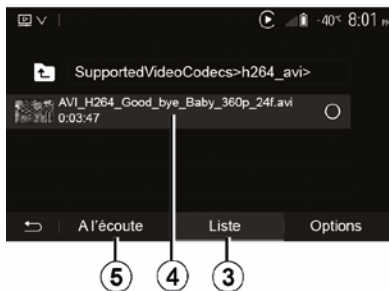 -40°C 8:01
SupportedVideoCodecs>h264_avi>
AVI_H264_Good_bye_Baby_360p_24f.avi
0:03:47
A l'écoute
Liste
Options
5
4
3